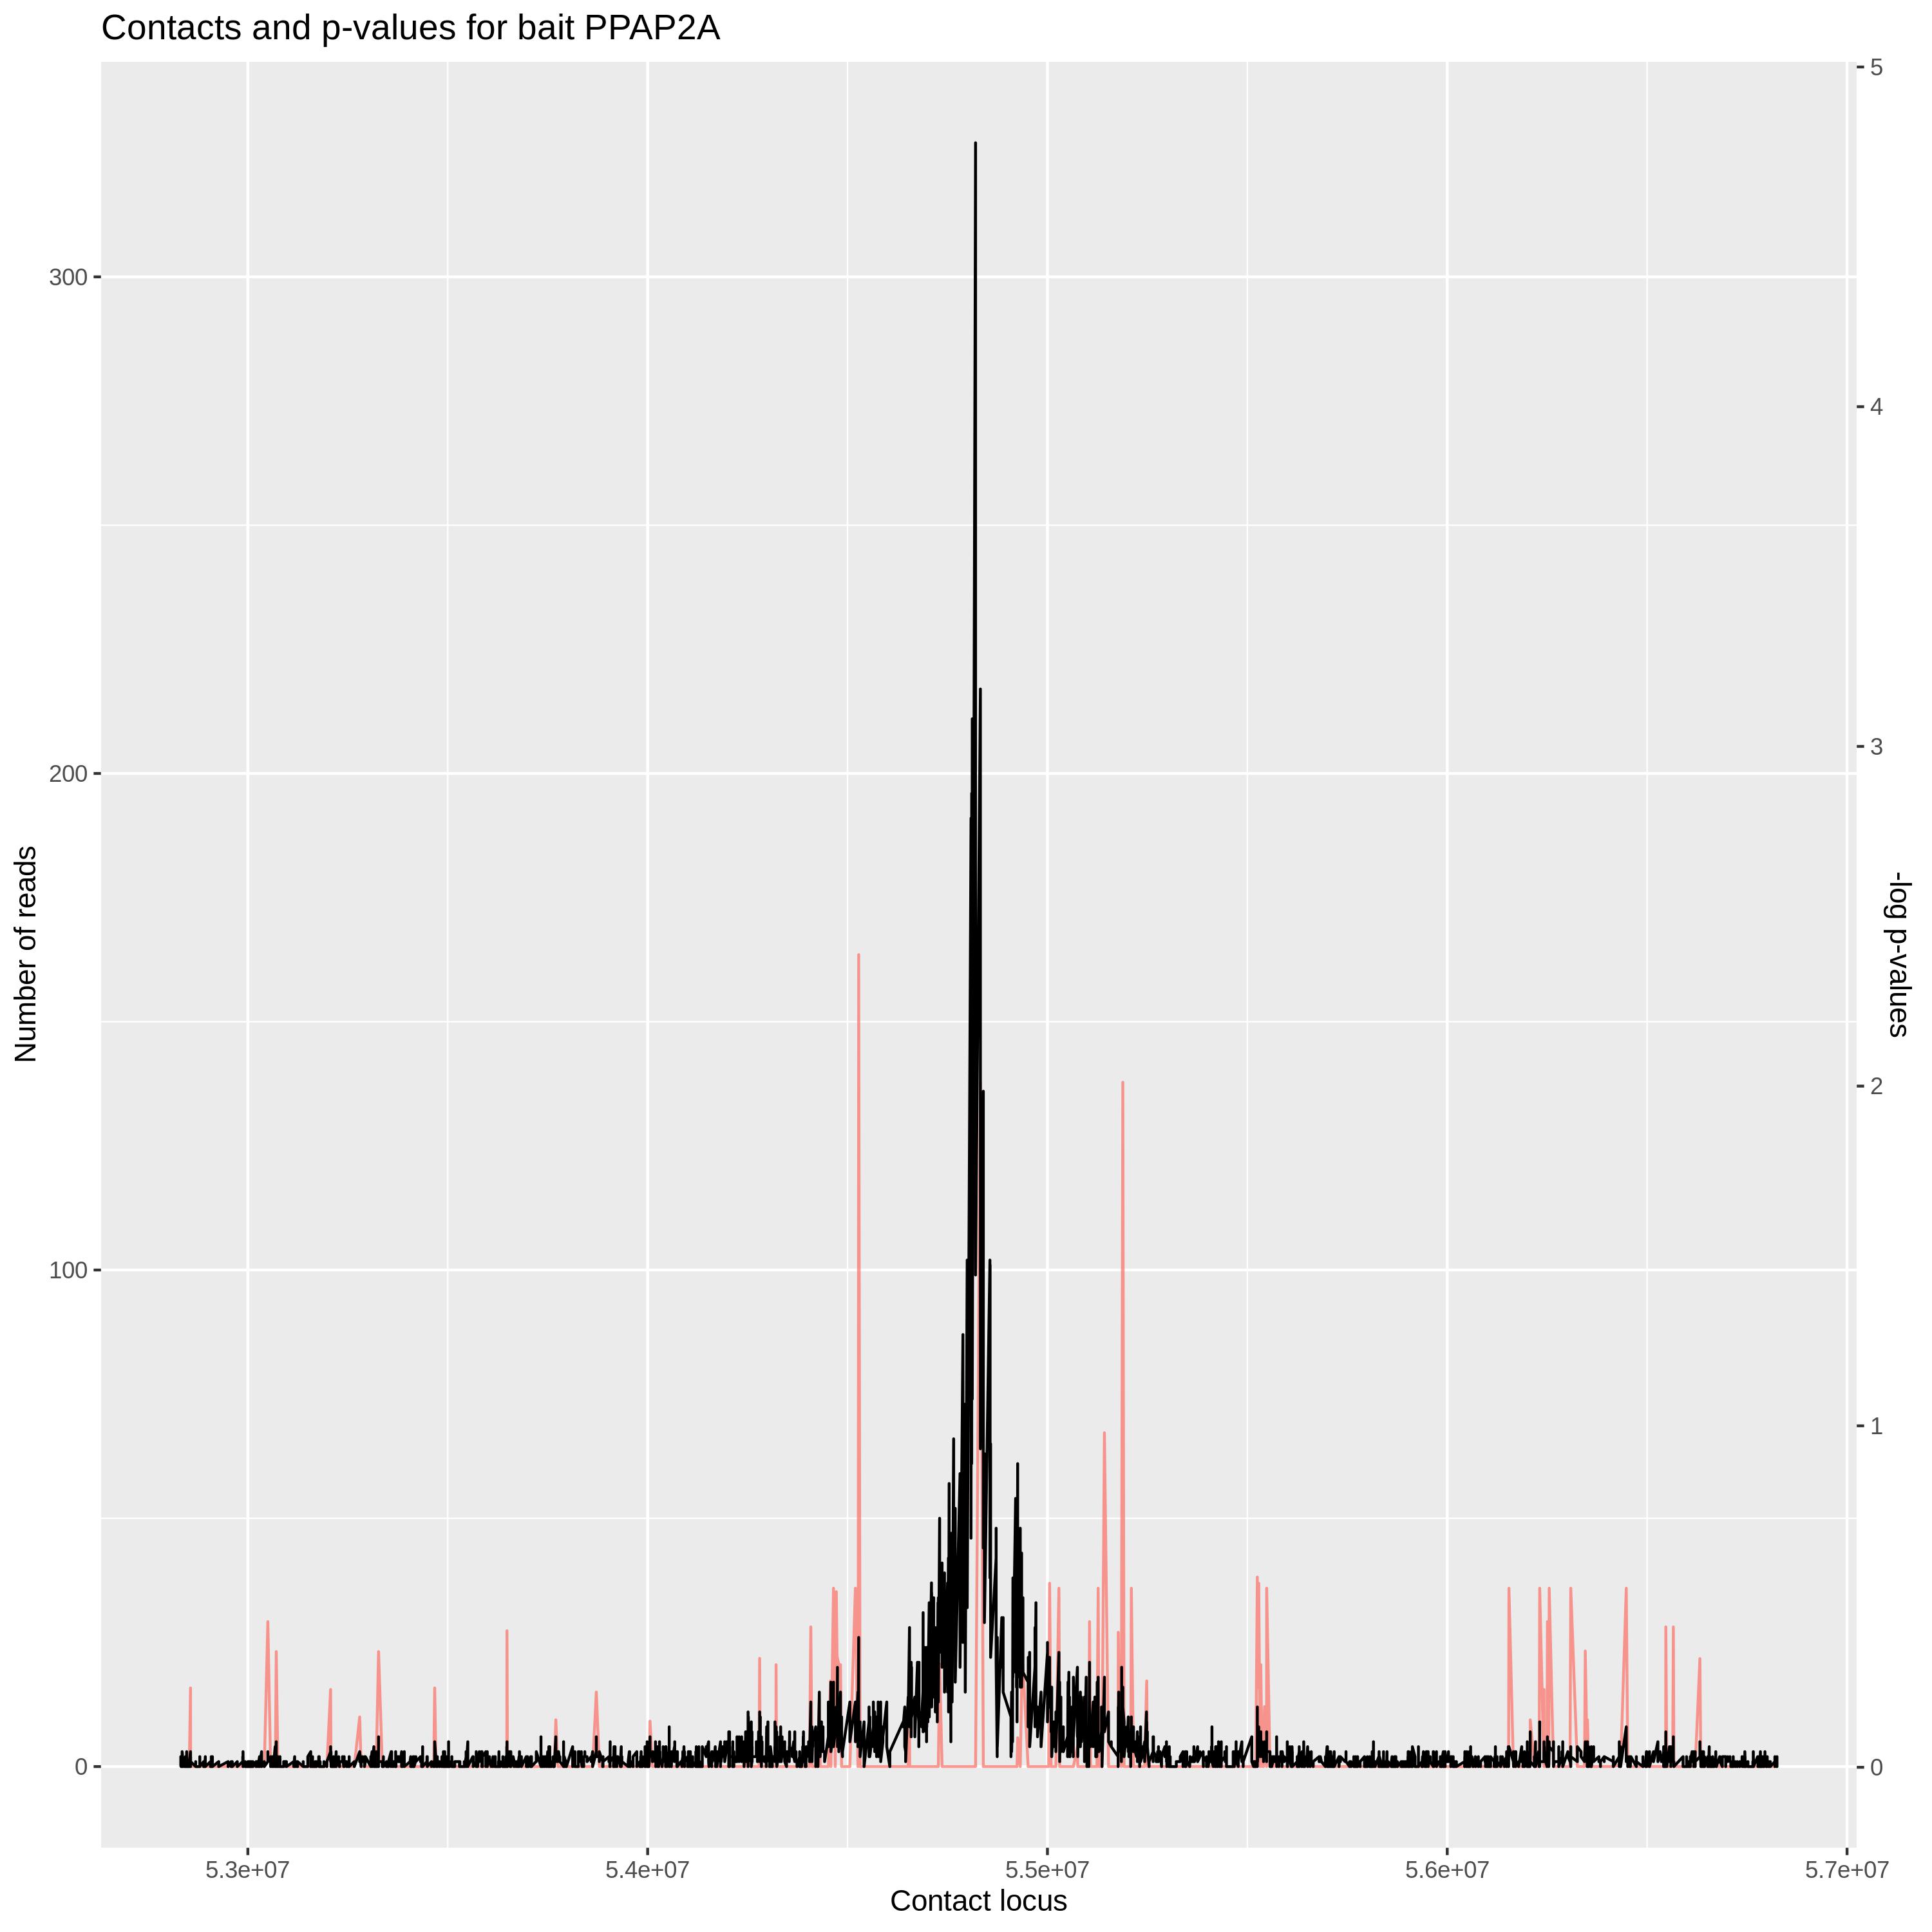 Contacts and p-values for bait PPAP2A
5
4
3
2
1
0
300
200
100
0
Number of reads
-log p-values
5.3e+07
5.4e+07
5.5e+07
5.6e+07
5.7e+07
Contact locus